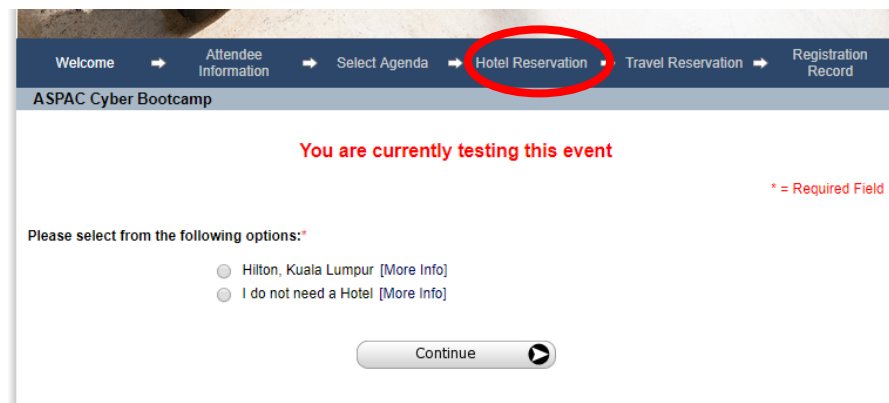 Welcome ➡ Attendee Information ➡ Select Agenda ➡ Hotel Reservation ➡ Travel Reservation ➡ Registration Record
ASPAC Cyber Bootcamp
You are currently testing this event
* = Required Field
Please select from the following options:*
Hilton, Kuala Lumpur [More Info]
I do not need a Hotel [More Info]
Continue